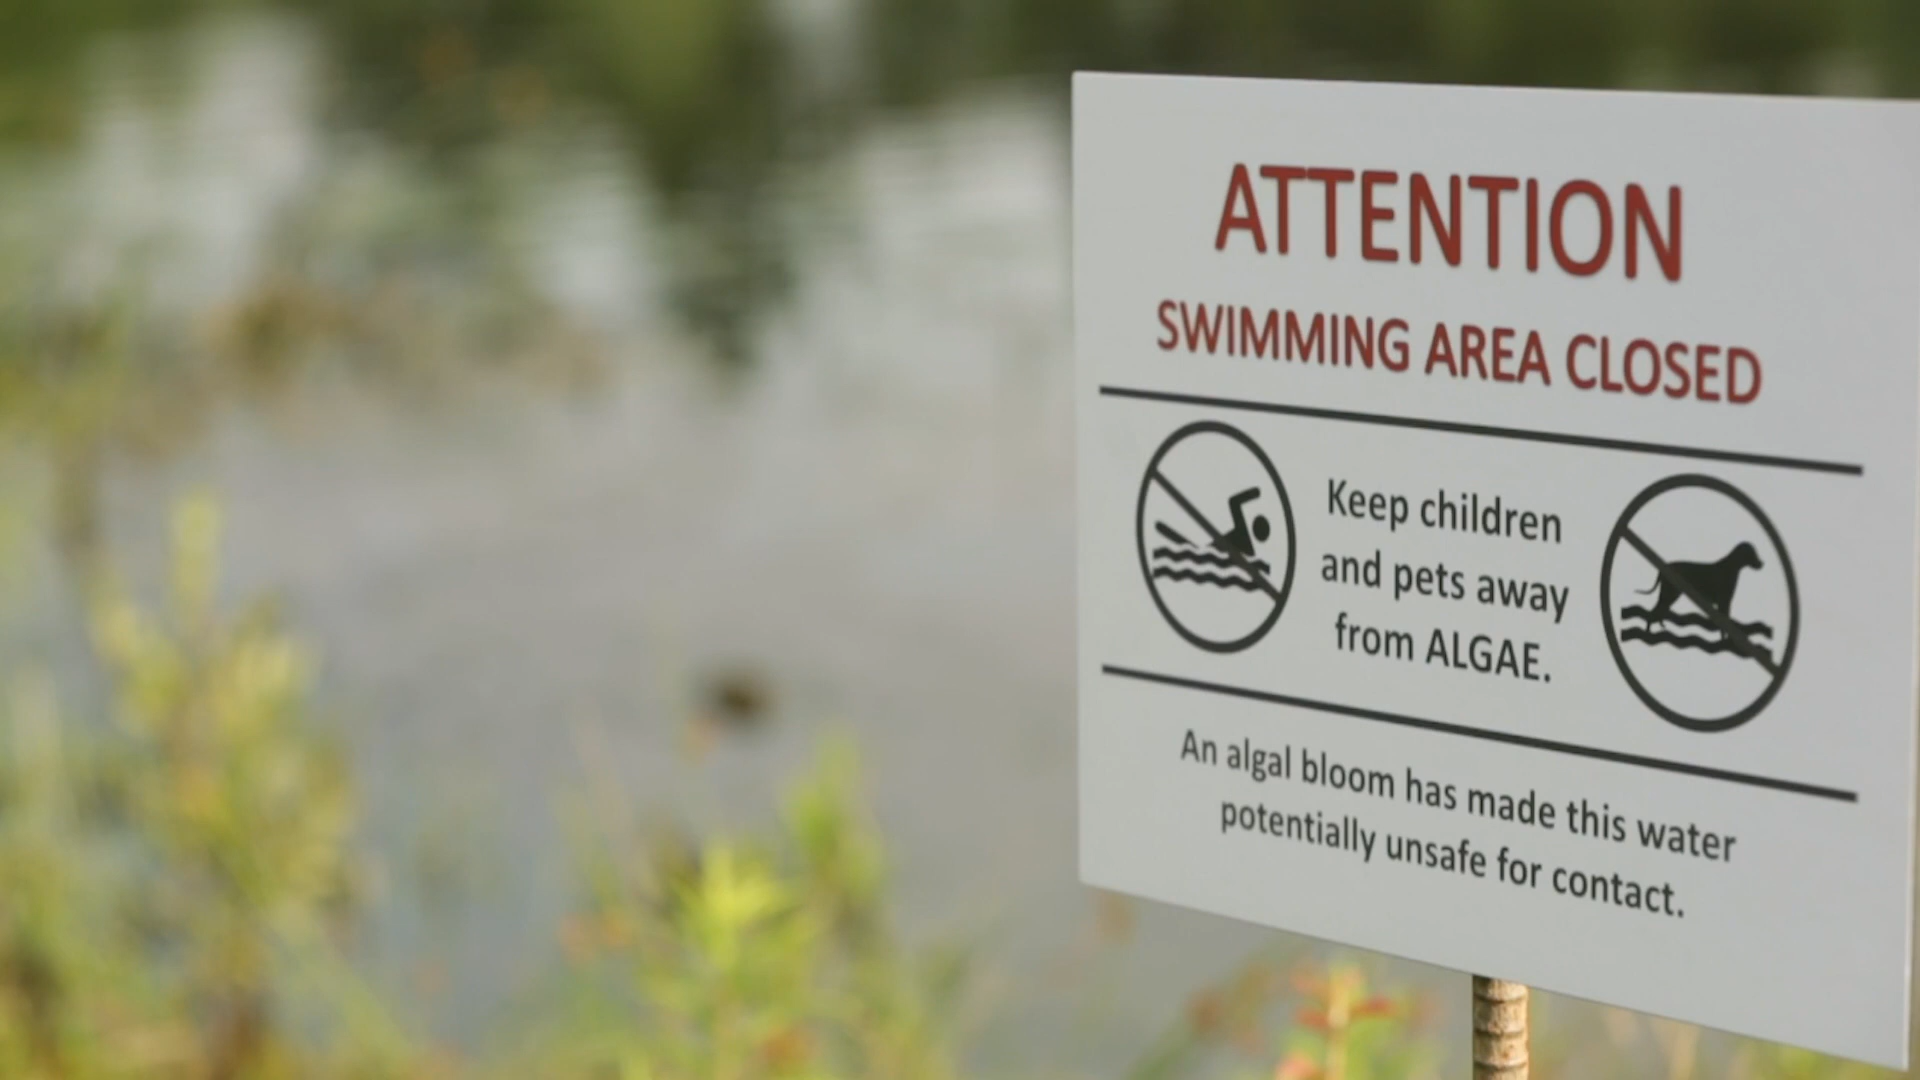 ATTENTION
SWIMMING AREA CLOSED
Keep children
and pets away
from ALGAE.
An algal bloom has made this water
potentially unsafe for contact.